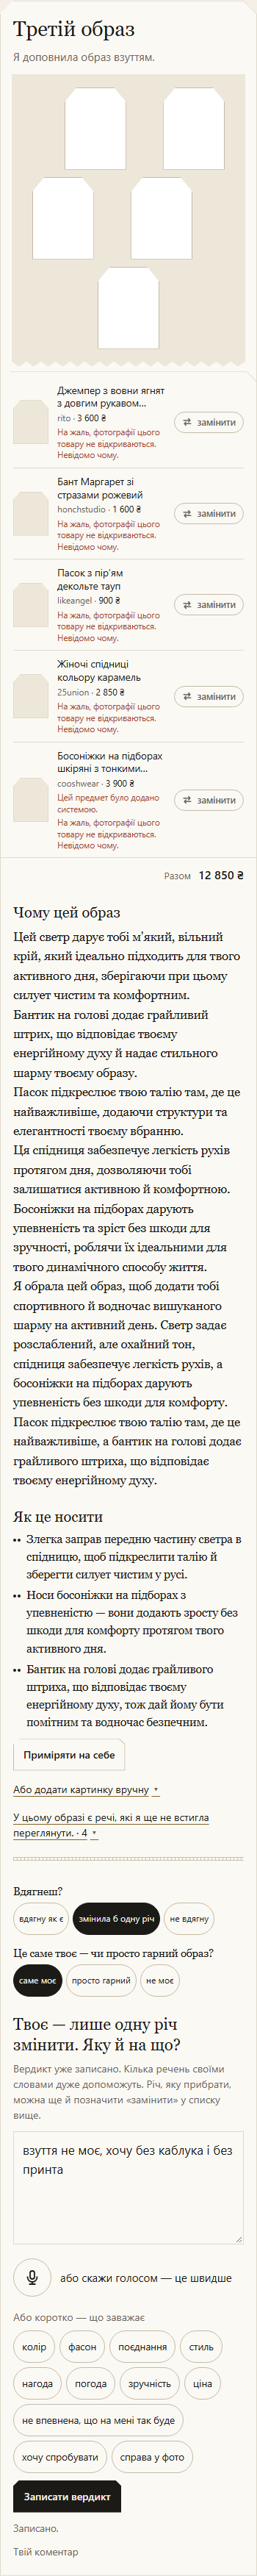 Третій образ
Я доповнила образ взуттям.
Джемпер з вовни ягнят
з довгим рукавом...
rito · 3 600 ₴
На жаль, фотографії цього
товару не відкриваються.
Невідомо чому.
замінити
Бант Маргарет зі
стразами рожевий
honchstudio · 1 600 ₴
На жаль, фотографії цього
товару не відкриваються.
Невідомо чому.
замінити
Пасок з пір'ям
декольте тауп
likeangel · 900 ₴
На жаль, фотографії цього
товару не відкриваються.
Невідомо чому.
замінити
Жіночі спідниці
кольору карамель
25union · 2 850 ₴
На жаль, фотографії цього
товару не відкриваються.
Невідомо чому.
замінити
Босоніжки на підборах
шкіряні з тонкими...
cooshwear · 3 900 ₴
Цей предмет було додано
системою.
На жаль, фотографії цього
товару не відкриваються.
Невідомо чому.
замінити
Разом 12 850 ₴
Чому цей образ
Цей светр дарує тобі м'який, вільний
крій, який ідеально підходить для твого
активного дня, зберігаючи при цьому
силует чистим та комфортним.
Бантик на голові додає грайливий
штрих, що відповідає твоєму
енергійному духу й надає стильного
шарму твоєму образу.
Пасок підкреслює твою талію там, де це
найважливіше, додаючи структури та
елегантності твоєму вбранню.
Ця спідниця забезпечує легкість рухів
протягом дня, дозволяючи тобі
залишатися активною й комфортною.
Босоніжки на підборах дарують
упевненість та зріст без шкоди для
зручності, роблячи їх ідеальними для
твого динамічного способу життя.
Я обрала цей образ, щоб додати тобі
спортивного й водночас вишуканого
шарму на активний день. Светр задає
розслаблений, але охайний тон,
спідниця забезпечує легкість рухів, а
босоніжки на підборах дарують
упевненість без шкоди для комфорту.
Пасок підкреслює твою талію там, де це
найважливіше, а бантик на голові додає
грайливого штриха, що відповідає
твоєму енергійному духу.
Як це носити
•• Злегка заправ передню частину светра в
спідницю, щоб підкреслити талію й
зберегти силует чистим у русі.
•• Носи босоніжки на підборах з
упевненістю — вони додають зросту без
шкоди для комфорту протягом твого
активного дня.
•• Бантик на голові додає грайливого
штриха, що відповідає твоєму
енергійному духу, тож дай йому бути
помітним та водночас безпечним.
Приміряти на себе
Або додати картинку вручну ▾
У цьому образі є речі, які я ще не встигла
переглянути. · 4 ▾
Вдягнеш?
вдягну як є
змінила б одну річ
не вдягну
Це саме твоє — чи просто гарний образ?
саме моє
просто гарний
не моє
Твоє — лише одну річ
змінити. Яку й на що?
Вердикт уже записано. Кілька речень своїми
словами дуже допоможуть. Річ, яку прибрати,
можна ще й позначити «замінити» у списку
вище.
взуття не моє, хочу без каблука і без
принта
або скажи голосом — це швидше
Або коротко — що заважає
колір
фасон
поєднання
стиль
нагода
погода
зручність
ціна
не впевнена, що на мені так буде
хочу спробувати
справа у фото
Записати вердикт
Записано.
Твій коментар